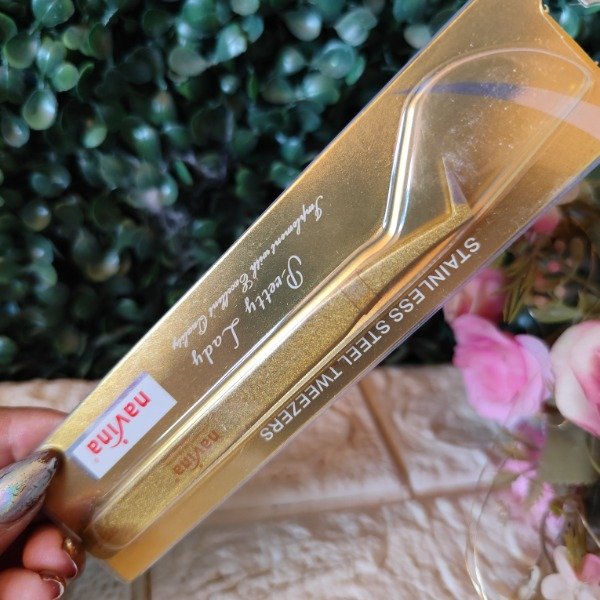 navina
Pretty Lady
Implement with Excellent Quality
STAINLESS STEEL TWEEZERS
navina